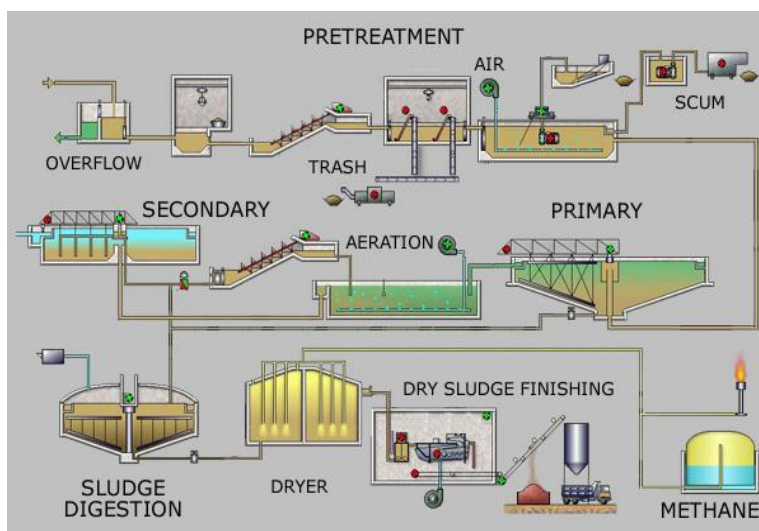 PRETREATMENT
AIR
SCUM
OVERFLOW
TRASH
SECONDARY
PRIMARY
AERATION
DRY SLUDGE FINISHING
SLUDGE
DIGESTION
DRYER
METHANE